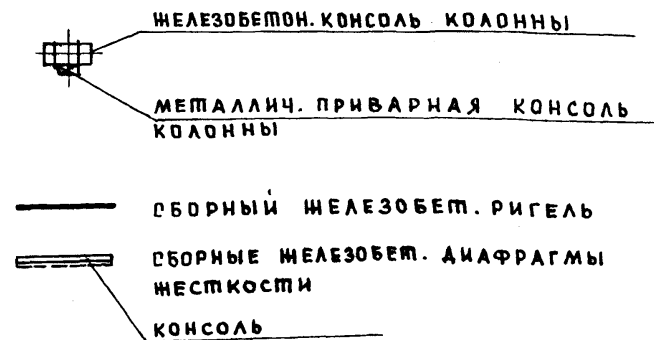 ЖЕЛЕЗОБЕТОН. КОНСОЛЬ КОЛОННЫ
МЕТАЛЛИЧ. ПРИВАРНАЯ КОНСОЛЬ
КОЛОННЫ
СБОРНЫЙ ЖЕЛЕЗОБЕТ. РИГЕЛЬ
СБОРНЫЕ ЖЕЛЕЗОБЕТ. ДИАФРАГМЫ
ЖЕСТКОСТИ
КОНСОЛЬ